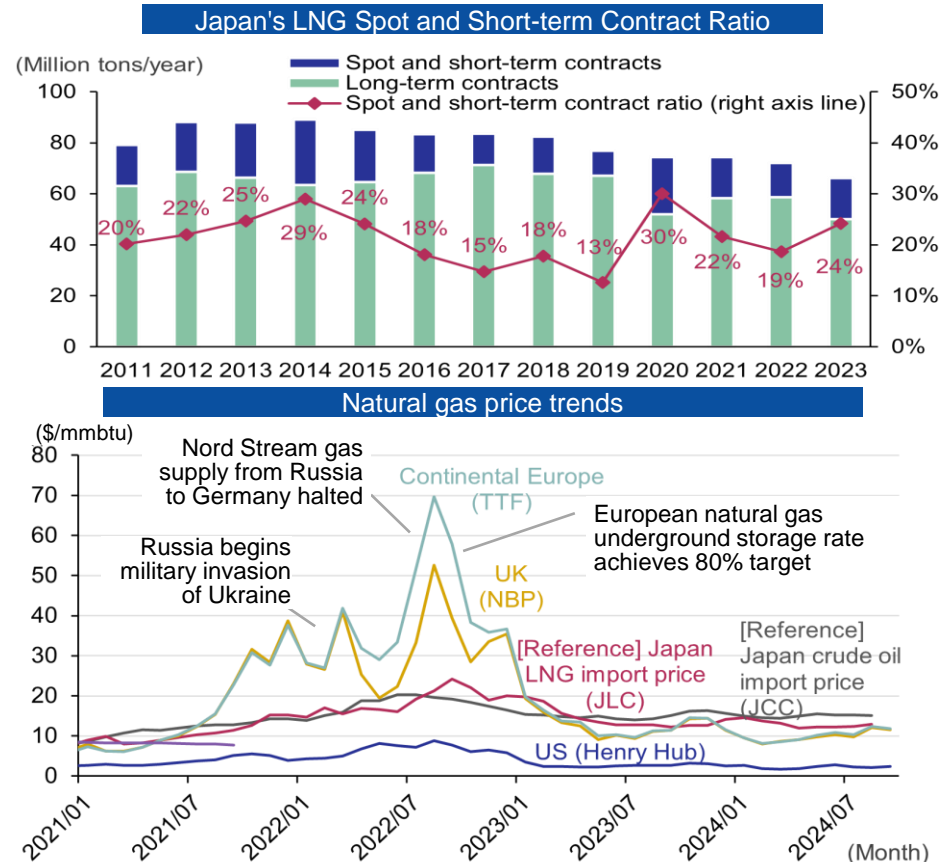 Japan's LNG Spot and Short-term Contract Ratio
(Million tons/year)
Spot and short-term contracts
Long-term contracts
Spot and short-term contract ratio (right axis line)
100
80
60
40
20
0
50%
40%
30%
20%
10%
0%
20%
22%
25%
29%
24%
18%
15%
18%
13%
30%
22%
19%
24%
2011 2012 2013 2014 2015 2016 2017 2018 2019 2020 2021 2022 2023
Natural gas price trends
($/mmbtu)
80
70
60
50
40
30
20
10
0
Nord Stream gas
supply from Russia
to Germany halted
Continental Europe
(TTF)
European natural gas
underground storage rate
achieves 80% target
Russia begins
military invasion
of Ukraine
UK
(NBP)
[Reference] Japan
LNG import price
(JLC)
[Reference]
Japan crude oil
import price
(JCC)
US (Henry Hub)
2021/01
2021/07
2022/01
2022/07
2023/01
2023/07
2024/01
2024/07
(Month)